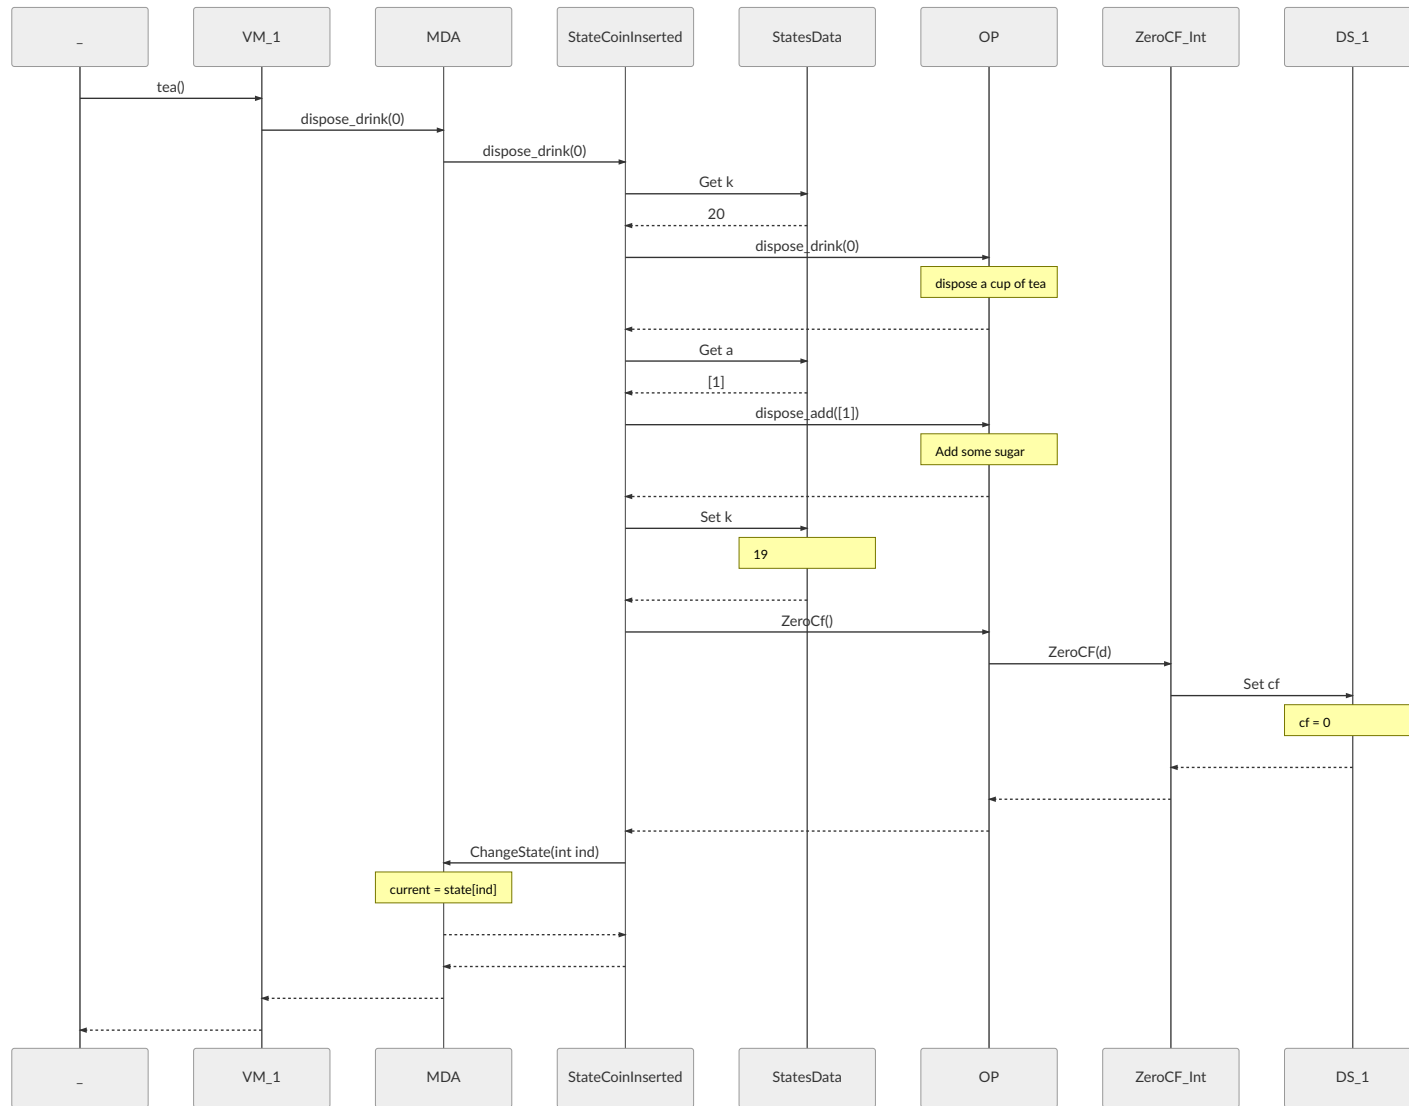 _ VM_1 MDA StateCoinInserted StatesData OP ZeroCF_Int DS_1
tea()
dispose_drink(0)
dispose_drink(0)
Get k
20
dispose_drink(0)
dispose a cup of tea
Get a
[1]
dispose_add([1])
Add some sugar
Set k
19
ZeroCf()
ZeroCF(d)
Set cf
cf = 0
ChangeState(int ind)
current = state[ind]
_ VM_1 MDA StateCoinInserted StatesData OP ZeroCF_Int DS_1